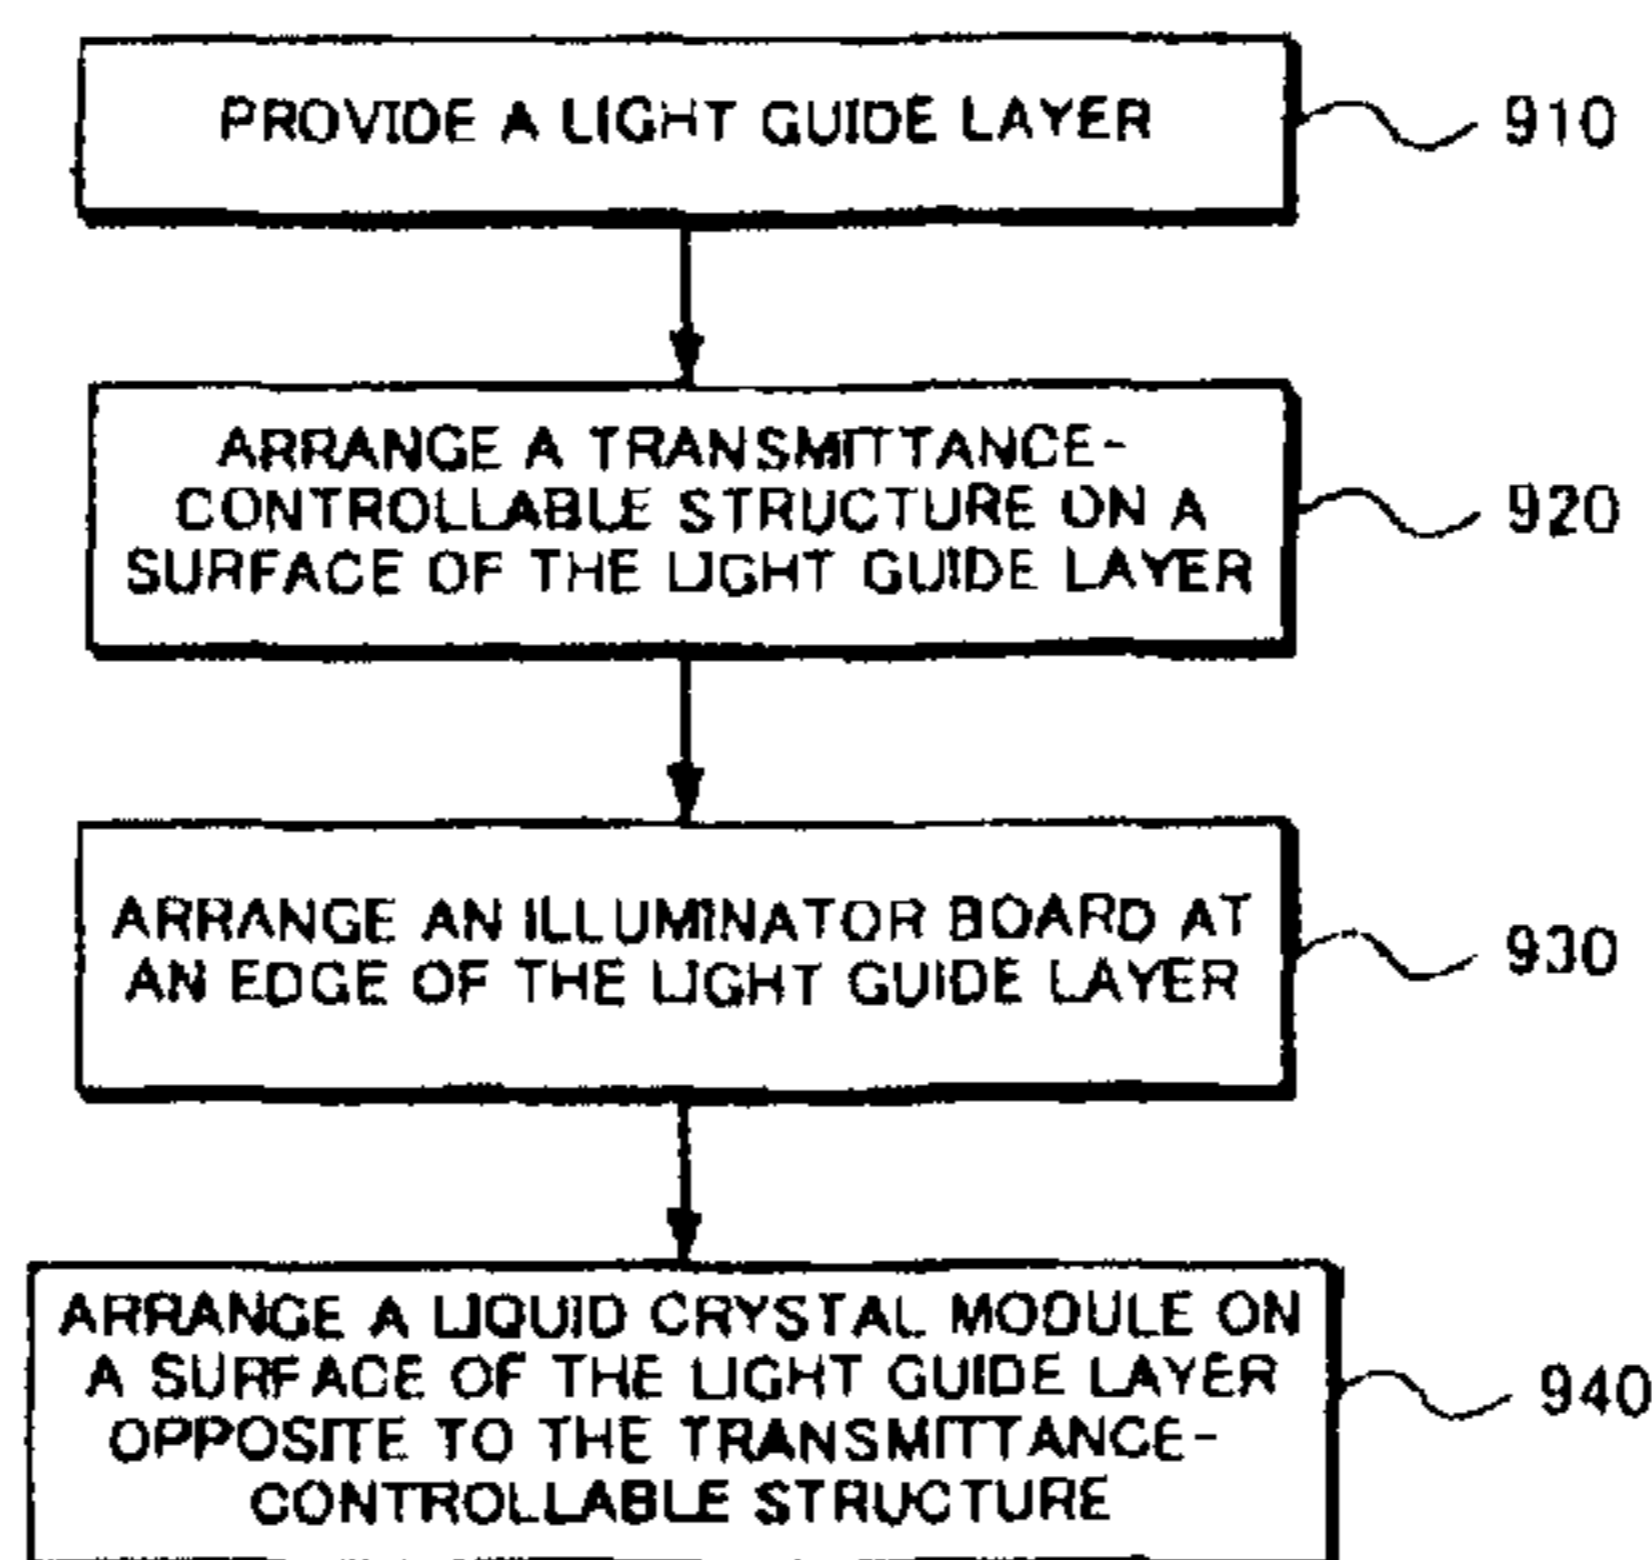 PROVIDE A LIGHT GUIDE LAYER
910
ARRANGE A TRANSMITTANCE-
CONTROLLABLE STRUCTURE ON A
SURFACE OF THE LIGHT GUIDE LAYER
920
ARRANGE AN ILLUMINATOR BOARD AT
AN EDGE OF THE LIGHT GUIDE LAYER
930
ARRANGE A LIQUID CRYSTAL MODULE ON
A SURFACE OF THE LIGHT GUIDE LAYER
OPPOSITE TO THE TRANSMITTANCE-
CONTROLLABLE STRUCTURE
940